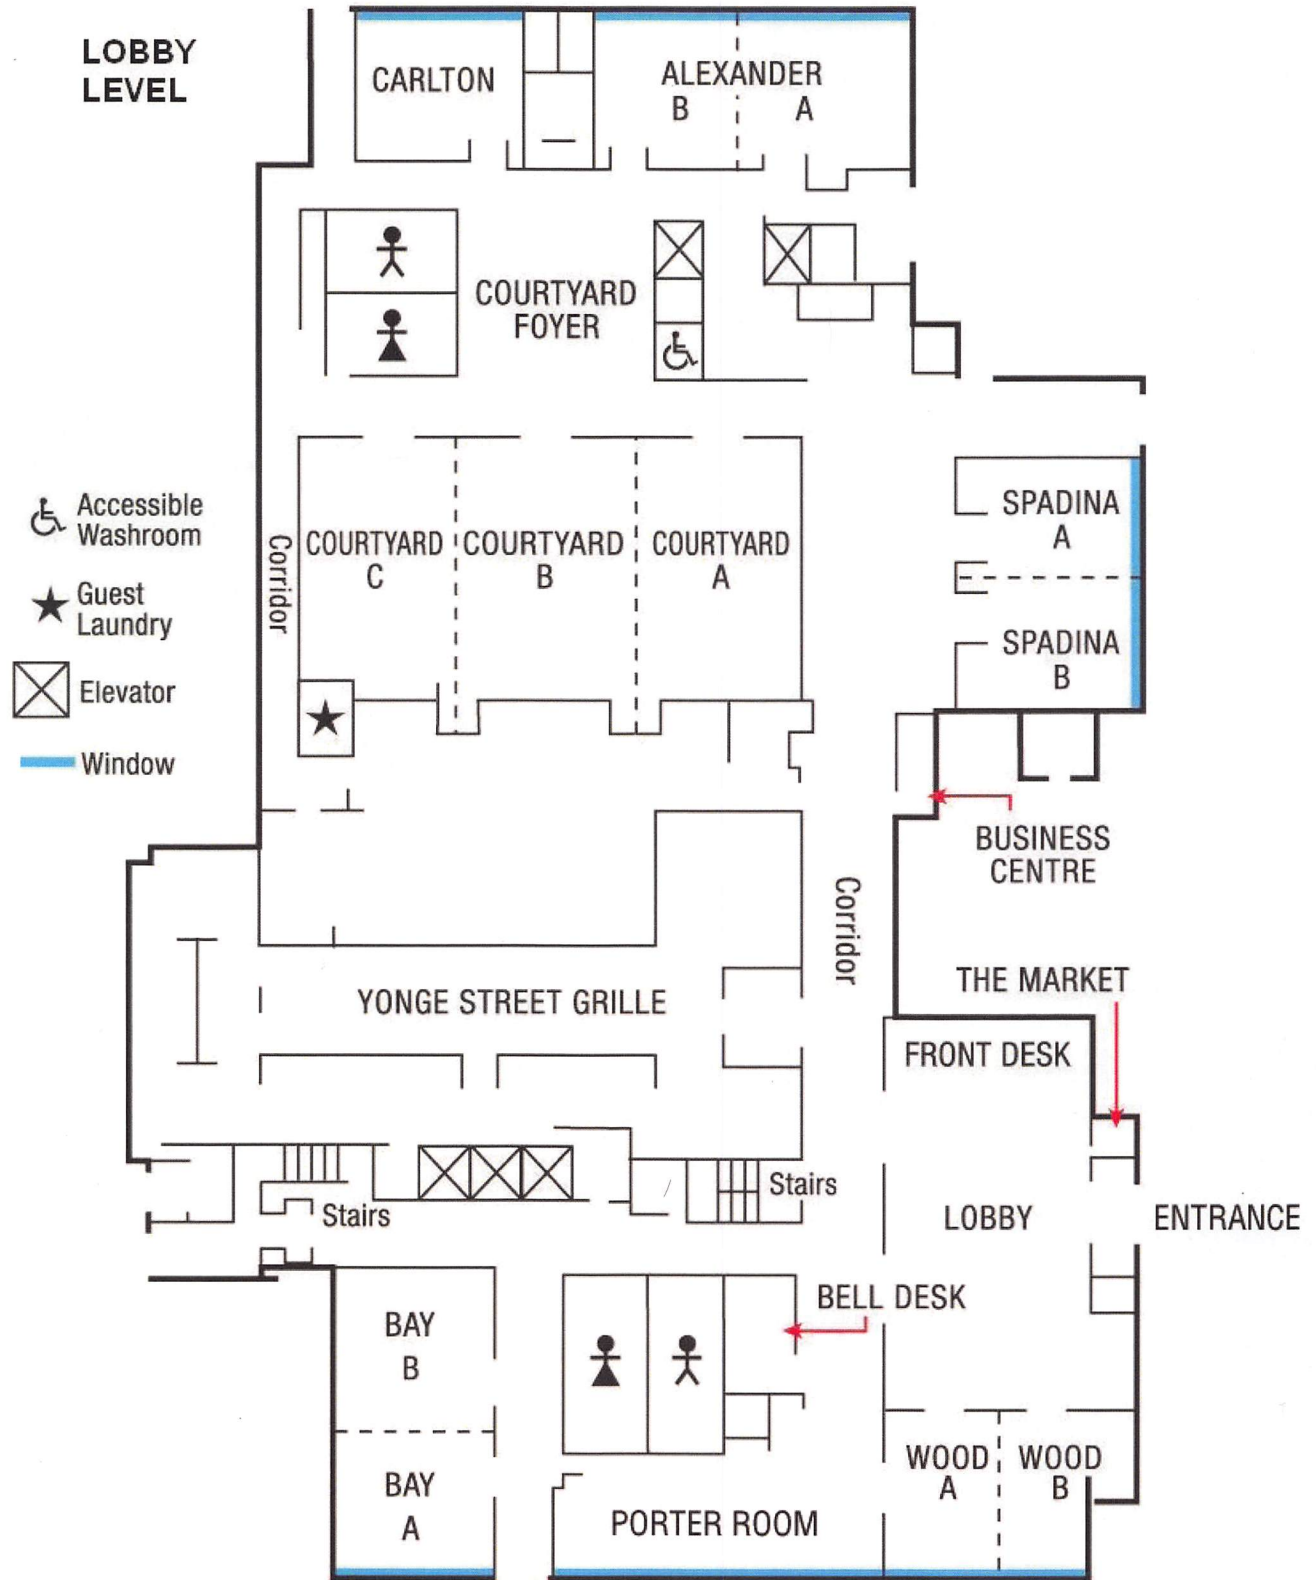 LOBBY
LEVEL
CARLTON
ALEXANDER
B
A
COURTYARD
FOYER
Accessible
Washroom
Guest
Laundry
Elevator
Window
Corridor
COURTYARD
C
COURTYARD
B
COURTYARD
A
SPADINA
A
SPADINA
B
BUSINESS
CENTRE
Corridor
THE MARKET
YONGE STREET GRILLE
FRONT DESK
Stairs
Stairs
LOBBY
ENTRANCE
BELL DESK
BAY
B
BAY
A
WOOD
A
WOOD
B
PORTER ROOM